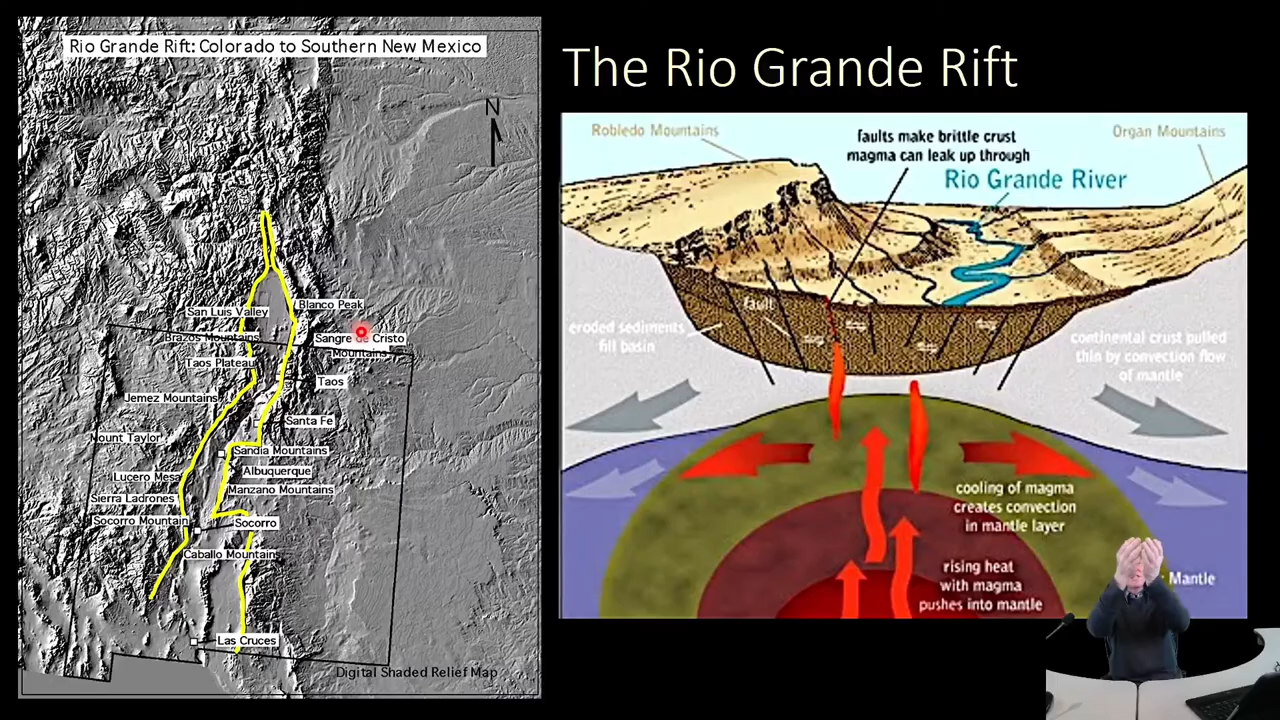 Rio Grande Rift: Colorado to Southern New Mexico
N
San Luis Valley
Blanco Peak
Brazos Mountains
Sangre de Cristo
Mountains
Taos Plateau
Taos
Jemez Mountains
Santa Fe
Mount Taylor
Sandia Mountains
Albuquerque
Lucero Mesa
Manzano Mountains
Sierra Ladrones
Socorro Mountain
Socorro
Caballo Mountains
Las Cruces
Digital Shaded Relief Map
The Rio Grande Rift
Robledo Mountains
faults make brittle crust
magma can leak up through
Organ Mountains
Rio Grande River
fault
eroded sediments
fill basin
continental crust pulled
thin by convection flow
of mantle
cooling of magma
creates convection
in mantle layer
rising heat
with magma
pushes into mantle
Mantle